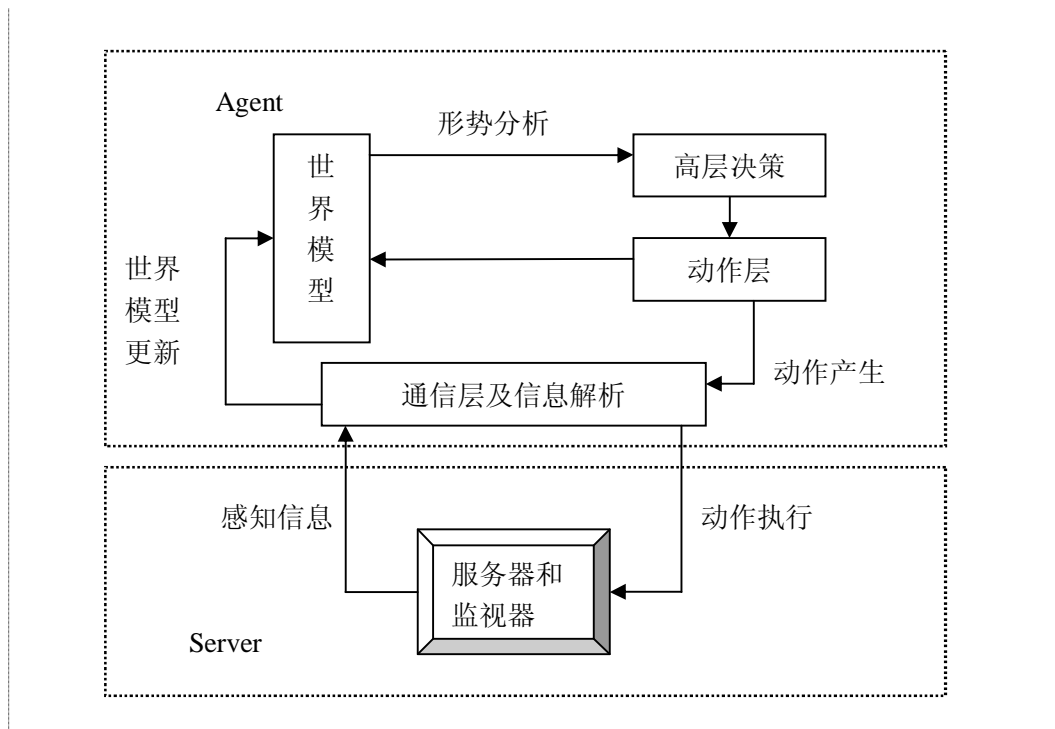 Agent
形势分析
世
界
模
型
高层决策
动作层
世界
模型
更新
动作产生
通信层及信息解析
感知信息
动作执行
服务器和
监视器
Server